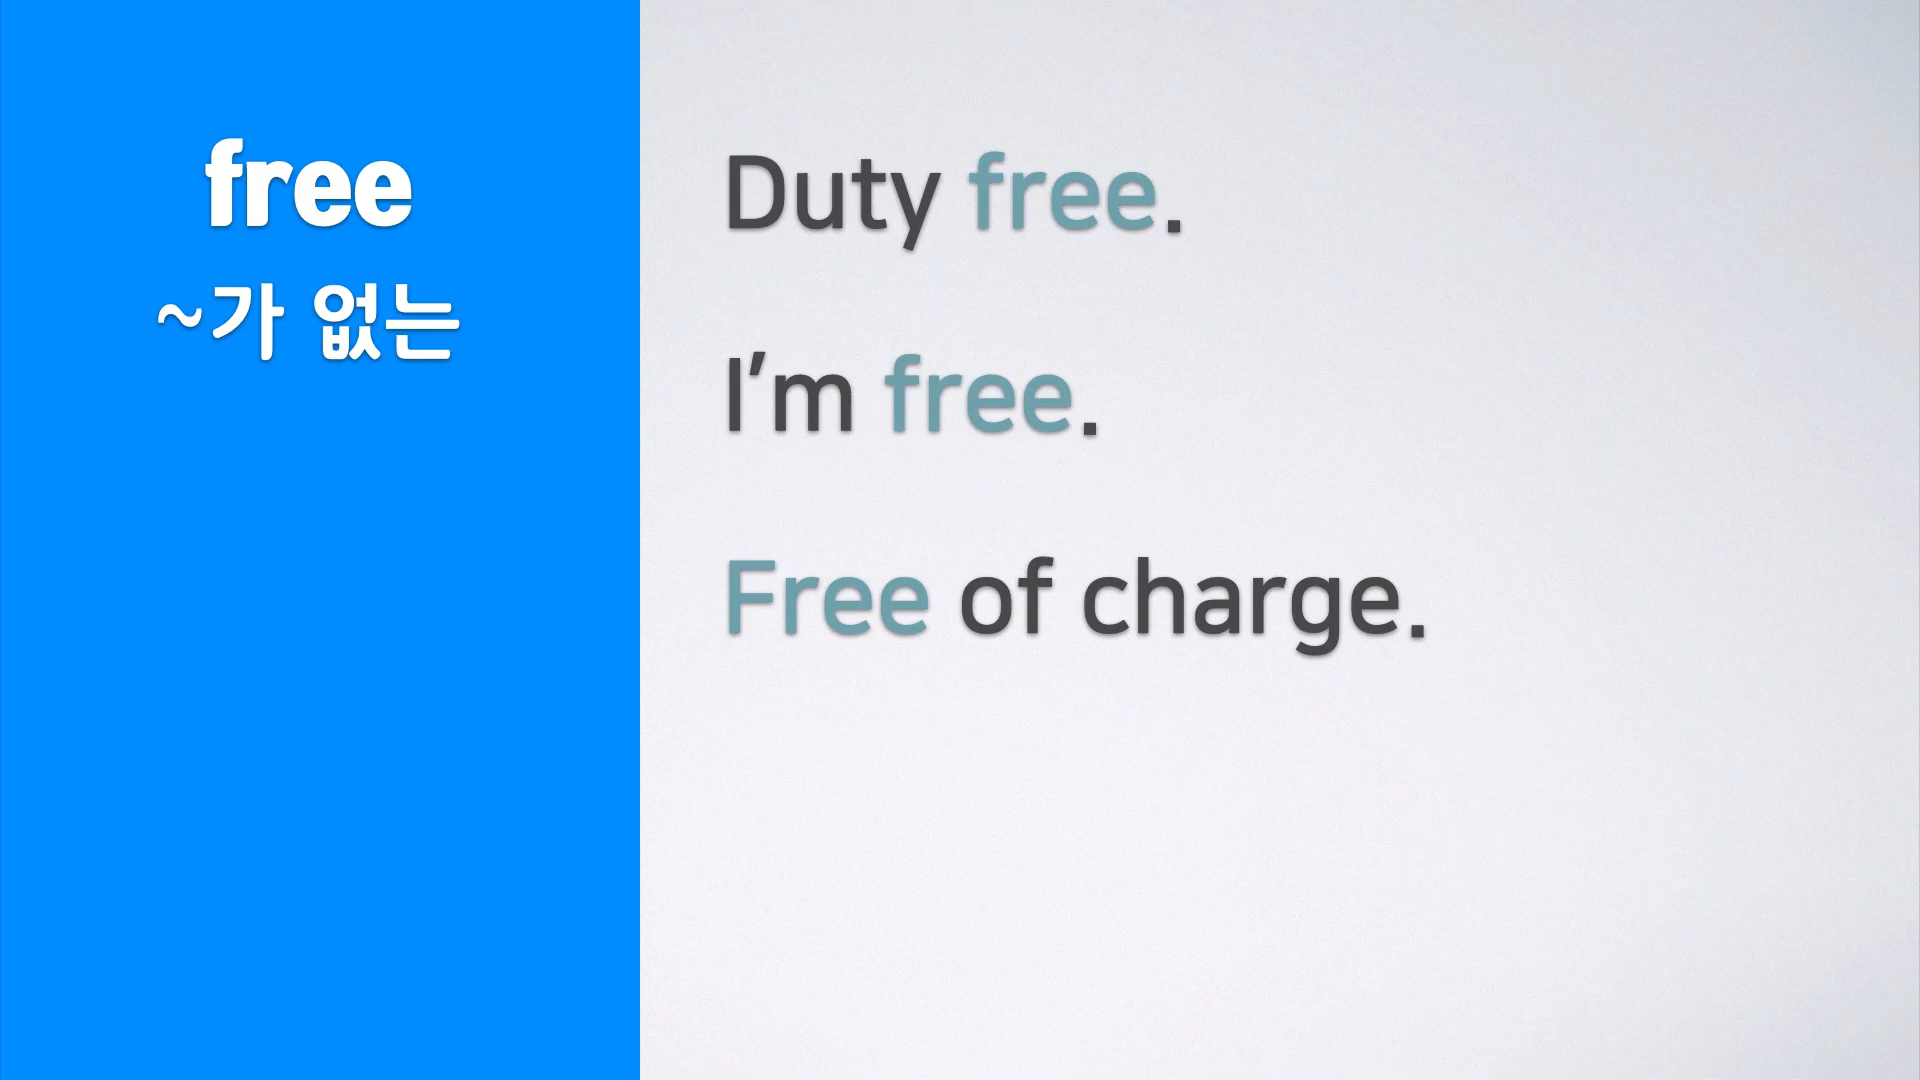 free
~가 없는
Duty free.
I’m free.
Free of charge.